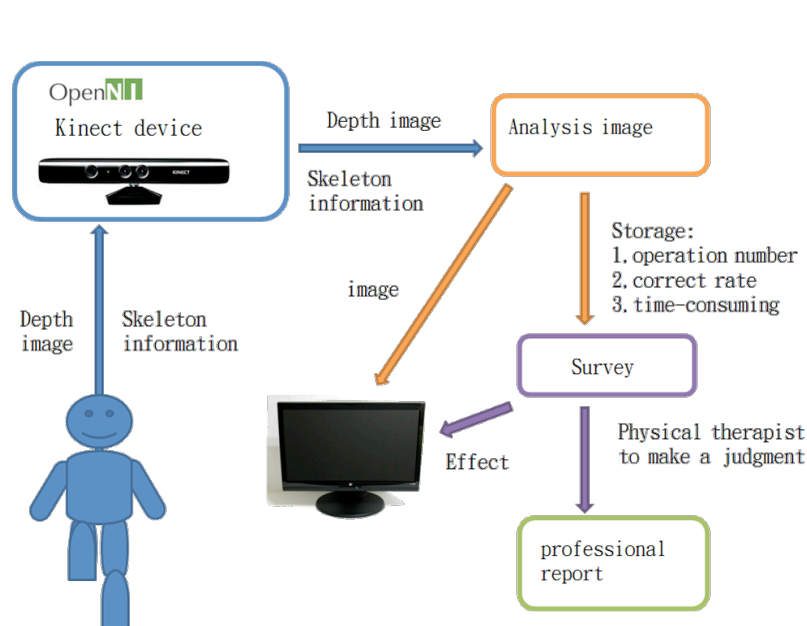 OpenNI
Kinect device
KINECT
Depth image
Skeleton
information
Analysis image
Storage:
1.operation number
2.correct rate
3.time-consuming
image
Depth
image
Skeleton
information
Survey
Effect
Physical therapist
to make a judgment
professional
report